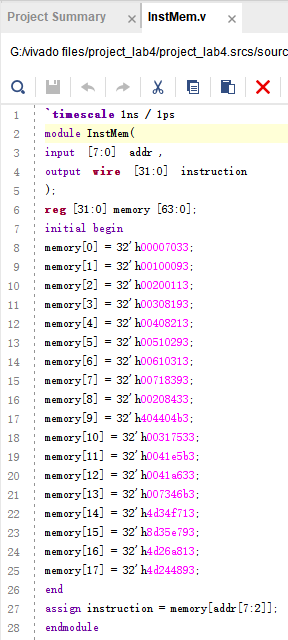 Project Summary
InstMem.v
G:/vivado files/project_lab4/project_lab4.srcs/sourc
1 `timescale 1ns / 1ps
2 module InstMem(
3 input [7:0] addr ,
4 output wire [31:0] instruction
5 );
6 reg [31:0] memory [63:0];
7 initial begin
8 memory[0] = 32'h00007033;
9 memory[1] = 32'h00100093;
10 memory[2] = 32'h00200113;
11 memory[3] = 32'h00308193;
12 memory[4] = 32'h00408213;
13 memory[5] = 32'h00510293;
14 memory[6] = 32'h00610313;
15 memory[7] = 32'h00718393;
16 memory[8] = 32'h00208433;
17 memory[9] = 32'h404404b3;
18 memory[10] = 32'h00317533;
19 memory[11] = 32'h0041e5b3;
20 memory[12] = 32'h0041a633;
21 memory[13] = 32'h007346b3;
22 memory[14] = 32'h4d34f713;
23 memory[15] = 32'h8d35e793;
24 memory[16] = 32'h4d26a813;
25 memory[17] = 32'h4d244893;
26 end
27 assign instruction = memory[addr[7:2]];
28 endmodule